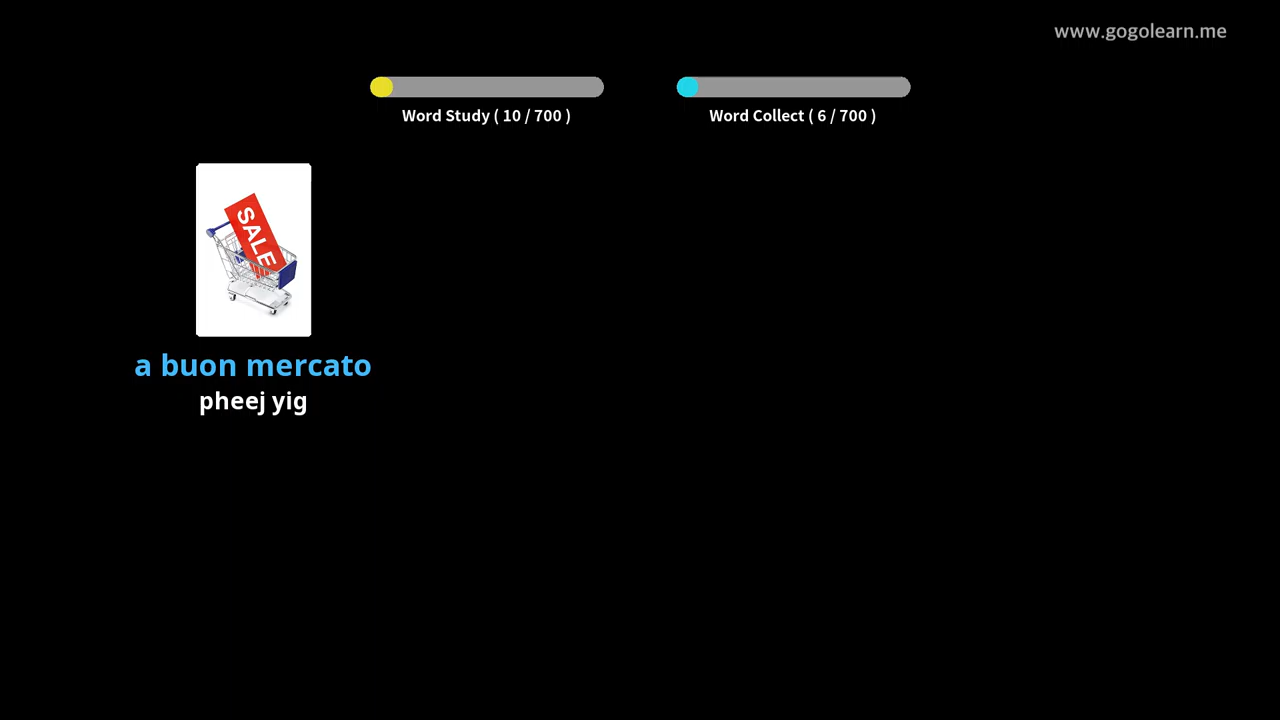 www.gogolearn.me
Word Study ( 10 / 700 )
Word Collect ( 6 / 700 )
SALE
a buon mercato
pheej yig